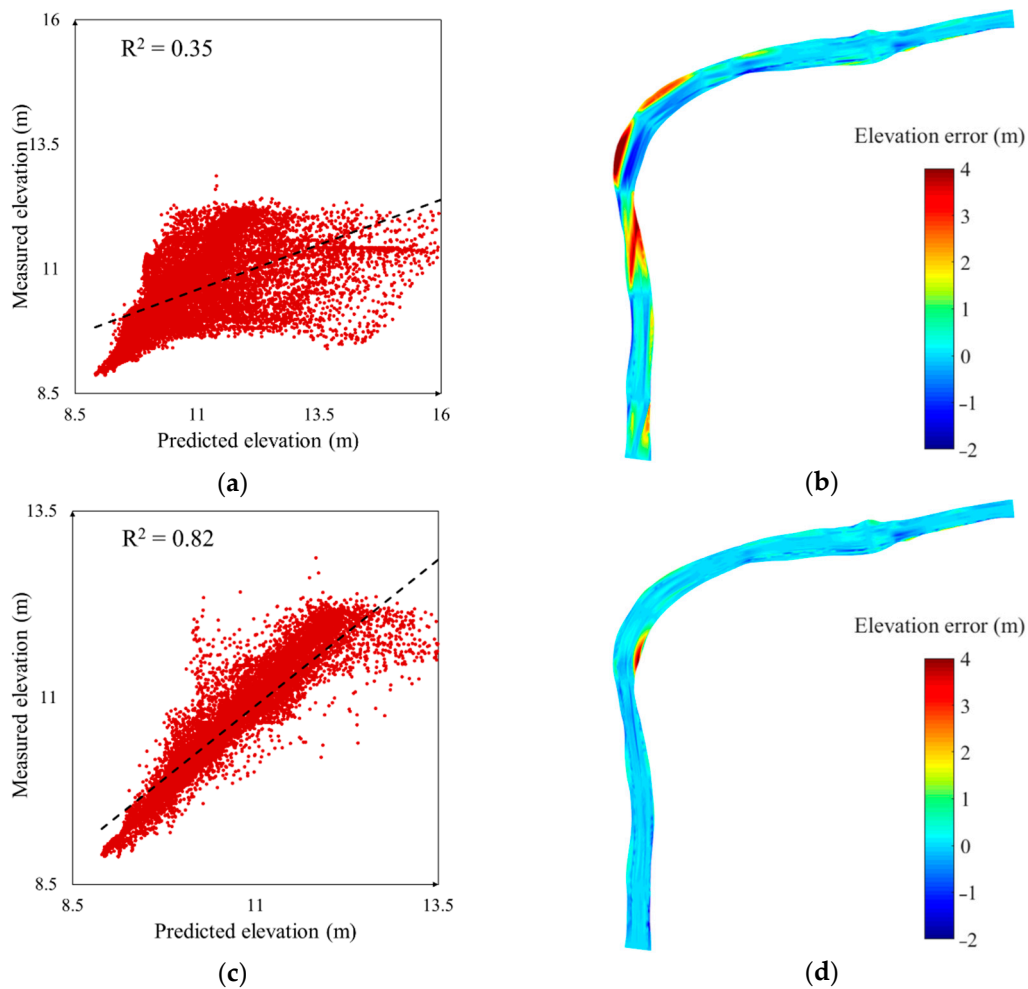 16
R² = 0.35
13.5
11
8.5
Measured elevation (m)
8.5 11 13.5 16
Predicted elevation (m)
(a)
Elevation error (m)
4
3
2
1
0
-1
-2
(b)
13.5
R² = 0.82
11
8.5
Measured elevation (m)
8.5 11 13.5
Predicted elevation (m)
(c)
Elevation error (m)
4
3
2
1
0
-1
-2
(d)